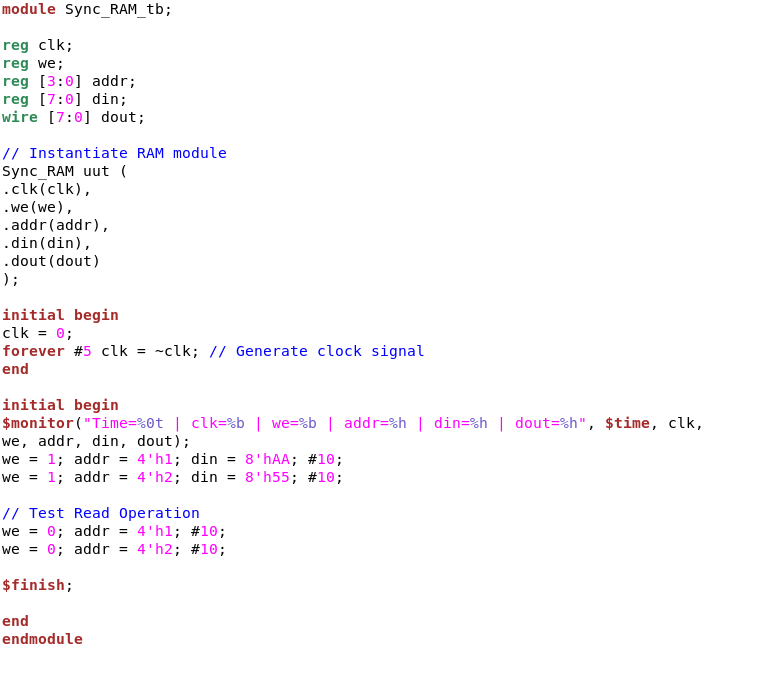 module Sync_RAM_tb;
reg clk;
reg we;
reg [3:0] addr;
reg [7:0] din;
wire [7:0] dout;
// Instantiate RAM module
Sync_RAM uut (
.clk(clk),
.we(we),
.addr(addr),
.din(din),
.dout(dout)
);
initial begin
clk = 0;
forever #5 clk = ~clk; // Generate clock signal
end
initial begin
$monitor("Time=%0t | clk=%b | we=%b | addr=%h | din=%h | dout=%h", $time, clk,
we, addr, din, dout);
we = 1; addr = 4'h1; din = 8'hAA; #10;
we = 1; addr = 4'h2; din = 8'h55; #10;
// Test Read Operation
we = 0; addr = 4'h1; #10;
we = 0; addr = 4'h2; #10;
$finish;
end
endmodule